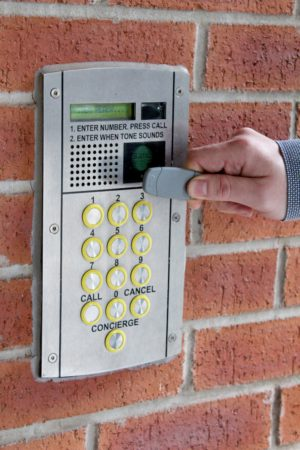 1. ENTER NUMBER, PRESS CALL
2. ENTER WHEN TONE SOUNDS
1 2 3
4 5 6
8 9
CALL 0 CANCEL
CONCIERGE